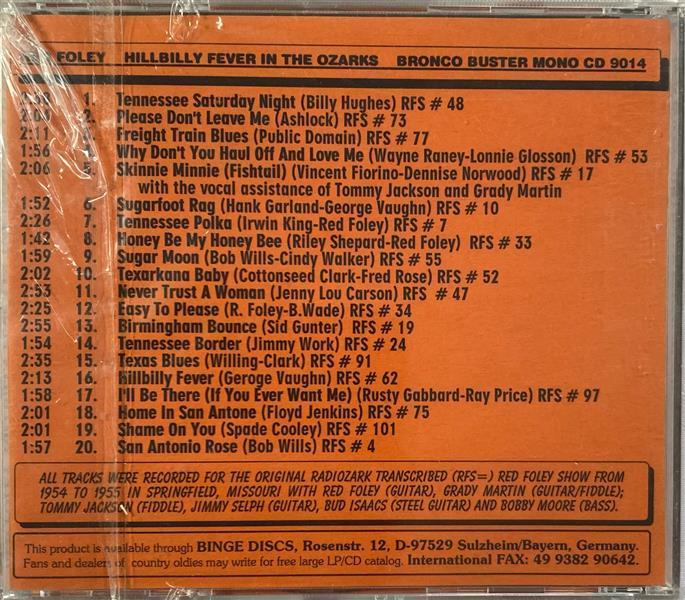 FOLEY HILLBILLY FEVER IN THE OZARKS BRONCO BUSTER MONO CD 9014
1. Tennessee Saturday Night (Billy Hughes) RFS # 48
2. Please Don't Leave Me (Ashlock) RFS # 73
2:11 3. Freight Train Blues (Public Domain) RFS # 77
1:56 4. Why Don't You Haul Off And Love Me (Wayne Raney-Lonnie Glosson) RFS # 53
2:06 5. Skinnie Minnie (Fishtail) (Vincent Fiorino-Dennise Norwood) RFS # 17
with the vocal assistance of Tommy Jackson and Grady Martin
1:52 6. Sugarfoot Rag (Hank Garland-George Vaughn) RFS # 10
2:26 7. Tennessee Polka (Irwin King-Red Foley) RFS # 7
1:42 8. Honey Be My Honey Bee (Riley Shepard-Red Foley) RFS # 33
1:59 9. Sugar Moon (Bob Wills-Cindy Walker) RFS # 55
2:02 10. Texarkana Baby (Cottonseed Clark-Fred Rose) RFS # 52
2:53 11. Never Trust A Woman (Jenny Lou Carson) RFS # 47
2:25 12. Easy To Please (R. Foley-B.Wade) RFS # 34
2:55 13. Birmingham Bounce (Sid Gunter) RFS # 19
1:54 14. Tennessee Border (Jimmy Work) RFS # 24
2:35 15. Texas Blues (Willing-Clark) RFS # 91
2:13 16. Hillbilly Fever (Geroge Vaughn) RFS # 62
1:58 17. I'll Be There (If You Ever Want Me) (Rusty Gabbard-Ray Price) RFS # 97
2:01 18. Home In San Antone (Floyd Jenkins) RFS # 75
2:01 19. Shame On You (Spade Cooley) RFS # 101
1:57 20. San Antonio Rose (Bob Wills) RFS # 4
ALL TRACKS WERE RECORDED FOR THE ORIGINAL RADIOZARK TRANSCRIBED (RFS=) RED FOLEY SHOW FROM
1954 TO 1955 IN SPRINGFIELD, MISSOURI WITH RED FOLEY (GUITAR), GRADY MARTIN (GUITAR/FIDDLE);
TOMMY JACKSON (FIDDLE), JIMMY SELPH (GUITAR), BUD ISAACS (STEEL GUITAR) AND BOBBY MOORE (BASS).
This product is available through BINGE DISCS, Rosenstr. 12, D-97529 Sulzheim/Bayern, Germany.
Fans and dealers of country oldies may write for free large LP/CD catalog. International FAX: 49 9382 90642.